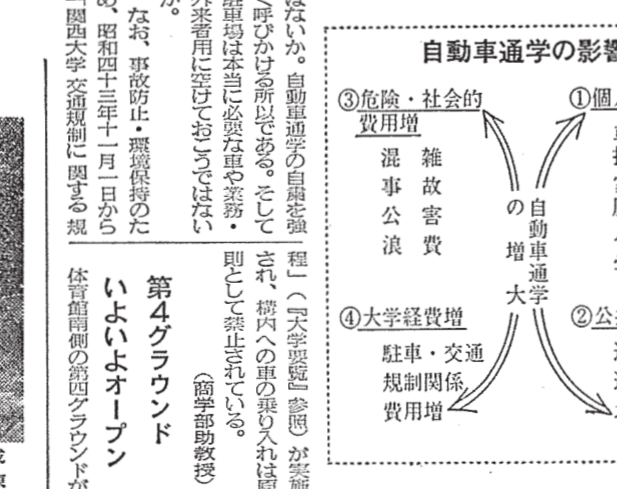 はないか。自動車通学の自粛を強
く呼びかける所以である。そして
駐車場は本当に必要な車や業務・
外来者用に空けておこうではない
か。
なお、事故防止・環境保持のた
め、昭和四十三年十一月一日から
「関西大学交通規制に関する規
程」(『大学要覧』参照)が実施
され、構内への車の乗り入れは原
則として禁止されている。
(商学部助教授)
第4グラウンド
いよいよオープン
体育館南側の第四グラウンドが
自動車通学の影響
①個
③危険・社会的
費用増
混雑
事故
公害
浪費
自動車通学
の増大
②公
④大学経費増
駐車・交通
規制関係
費用増